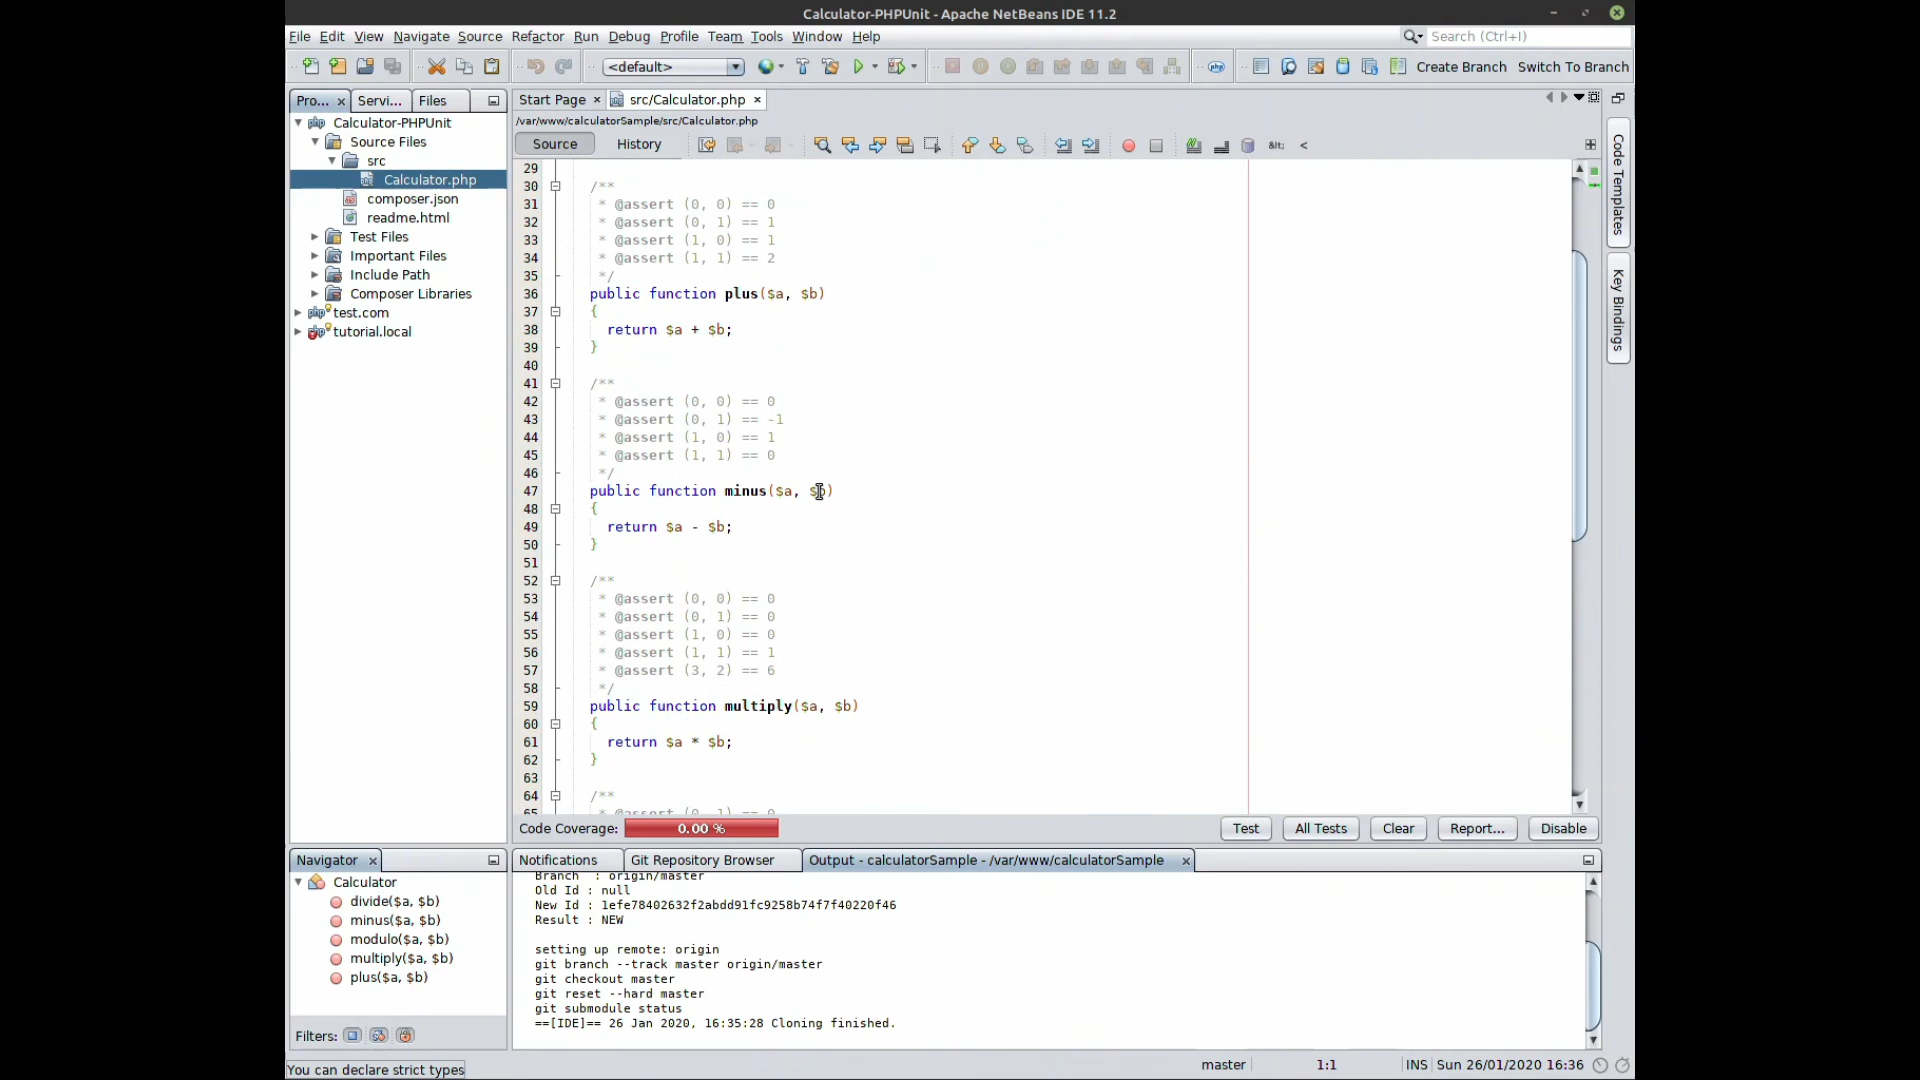 Calculator-PHPUnit - Apache NetBeans IDE 11.2
File Edit View Navigate Source Refactor Run Debug Profile Team Tools Window Help
Search (Ctrl+I)
<default>
php
Create Branch Switch To Branch
Pro... Servi... Files
Start Page src/Calculator.php
/var/www/calculatorSample/src/Calculator.php
Source History
&lt; <
Calculator-PHPUnit
Source Files
src
Calculator.php
composer.json
readme.html
Test Files
Important Files
Include Path
Composer Libraries
test.com
tutorial.local
29
30 /**
31 * @assert (0, 0) == 0
32 * @assert (0, 1) == 1
33 * @assert (1, 0) == 1
34 * @assert (1, 1) == 2
35 */
36 public function plus($a, $b)
37 {
38 return $a + $b;
39 }
40
41 /**
42 * @assert (0, 0) == 0
43 * @assert (0, 1) == -1
44 * @assert (1, 0) == 1
45 * @assert (1, 1) == 0
46 */
47 public function minus($a, $b)
48 {
49 return $a - $b;
50 }
51
52 /**
53 * @assert (0, 0) == 0
54 * @assert (0, 1) == 0
55 * @assert (1, 0) == 0
56 * @assert (1, 1) == 1
57 * @assert (3, 2) == 6
58 */
59 public function multiply($a, $b)
60 {
61 return $a * $b;
62 }
63
64 /**
65 * @assert (0, 1) == 0
Code Templates
Key Bindings
Code Coverage: 0.00 % Test All Tests Clear Report... Disable
Navigator
Calculator
divide($a, $b)
minus($a, $b)
modulo($a, $b)
multiply($a, $b)
plus($a, $b)
Filters:
Notifications Git Repository Browser Output - calculatorSample - /var/www/calculatorSample
Branch : origin/master
Old Id : null
New Id : 1efe78402632f2abdd91fc9258b74f7f40220f46
Result : NEW
setting up remote: origin
git branch --track master origin/master
git checkout master
git reset --hard master
git submodule status
==[IDE]== 26 Jan 2020, 16:35:28 Cloning finished.
You can declare strict types
master 1:1 INS Sun 26/01/2020 16:36